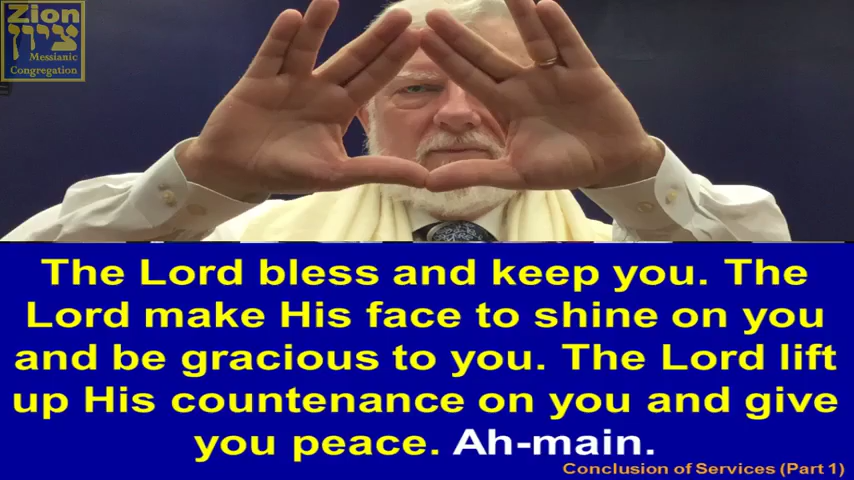 Zion
ציון
Messianic
Congregation
The Lord bless and keep you. The
Lord make His face to shine on you
and be gracious to you. The Lord lift
up His countenance on you and give
you peace. Ah-main.
Conclusion of Services (Part 1)